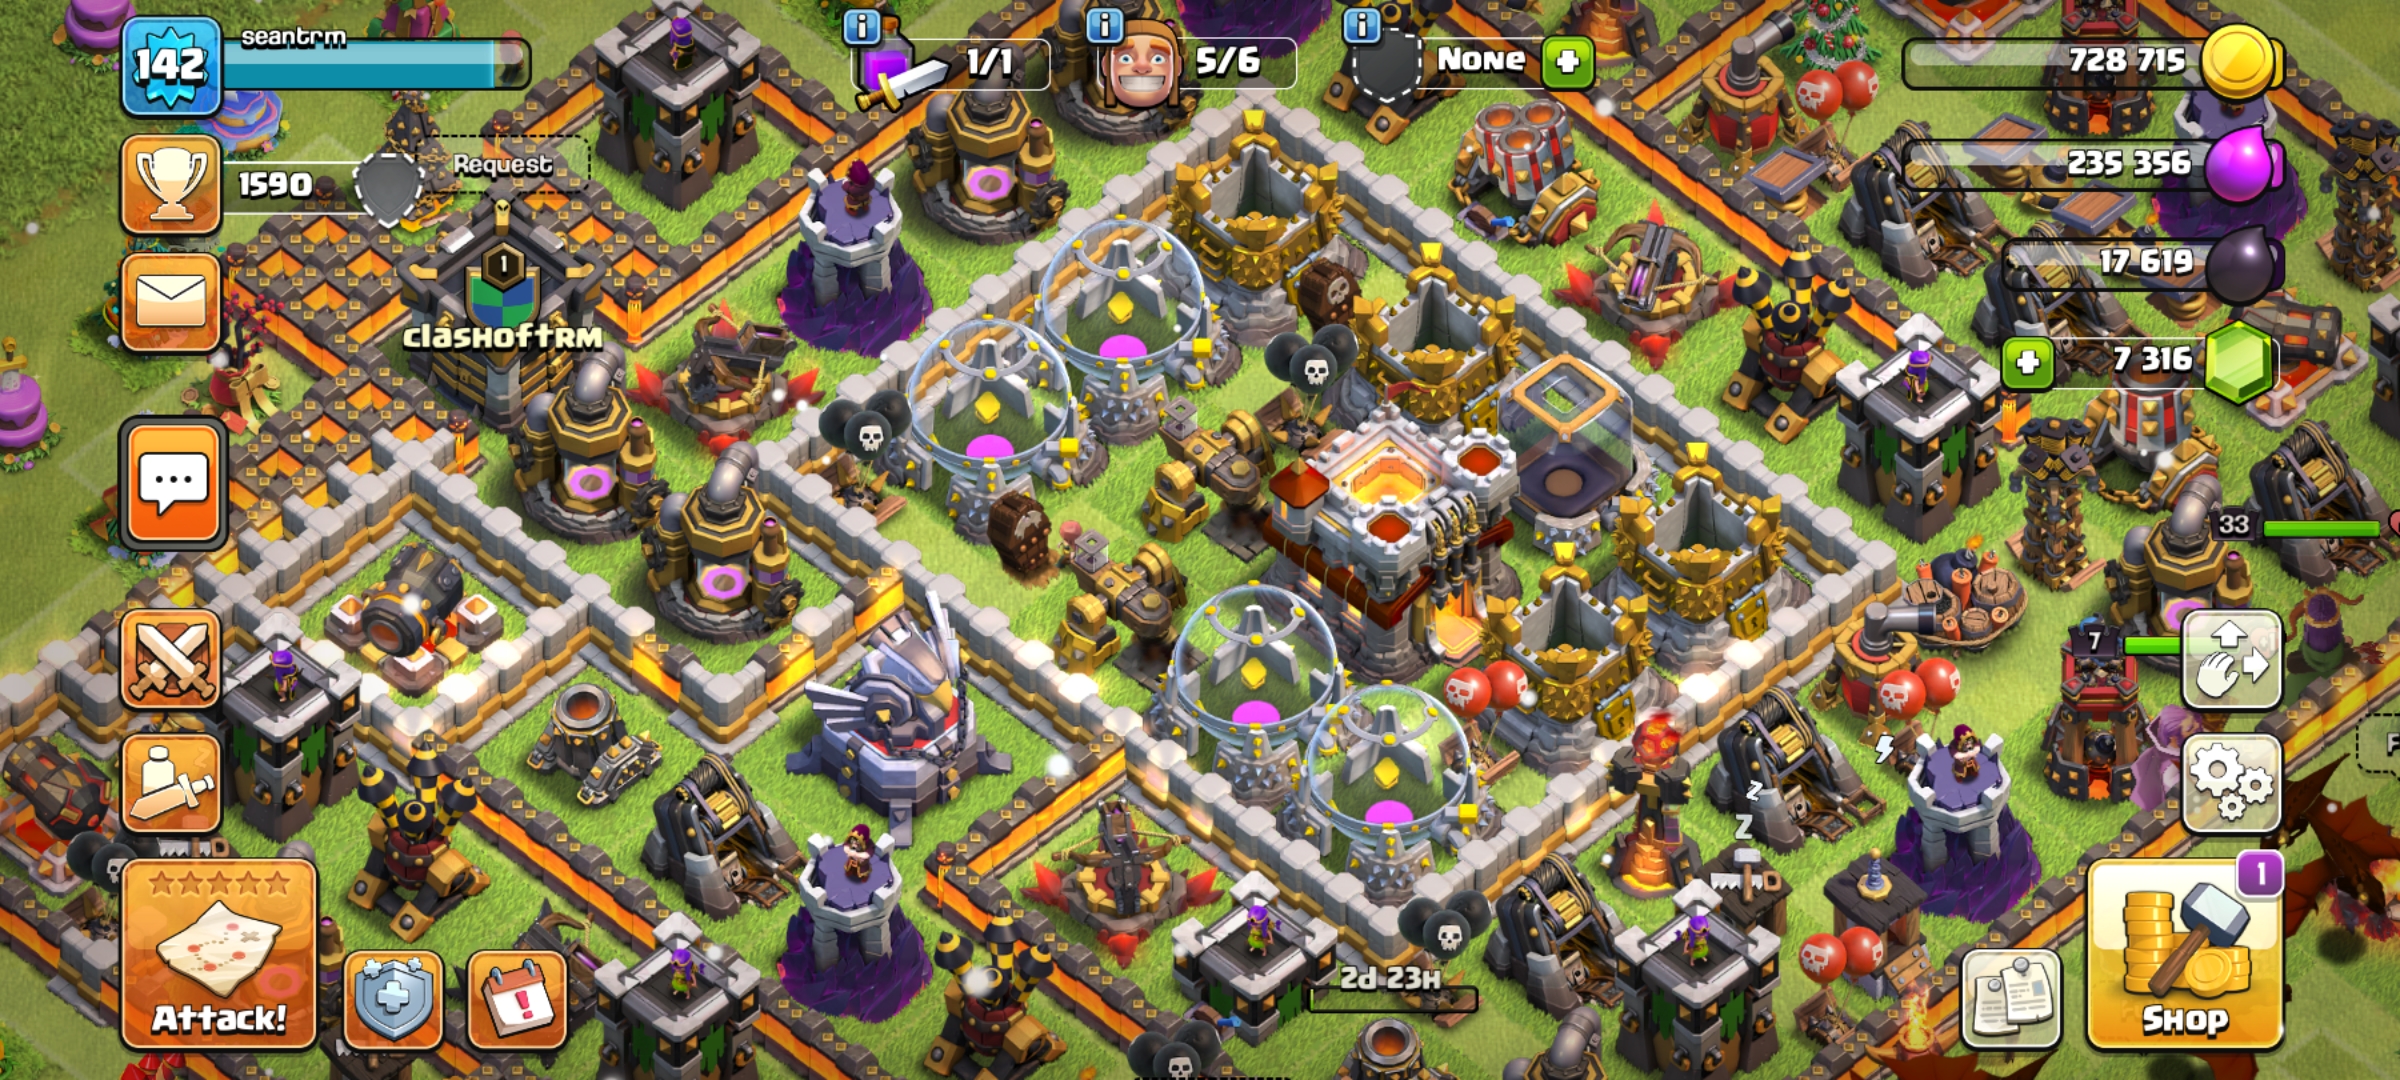 142
seantrm
1/1
5/6
None
728 715
1590
Request
235 356
17 619
1
clashoftRM
7 316
33
7
z
Z
2d 23H
1
Attack!
Shop